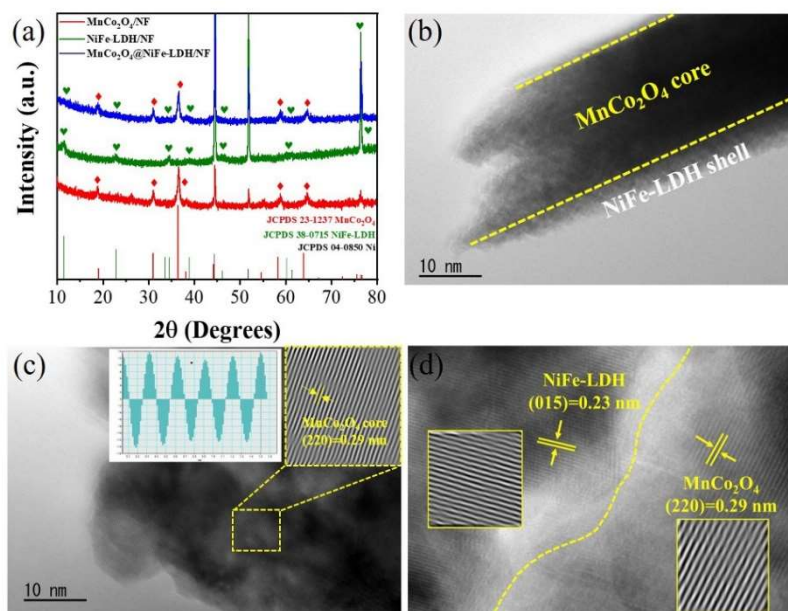 (a)
MnCo₂O₄/NF
NiFe-LDH/NF
MnCo₂O₄@NiFe-LDH/NF
Intensity (a.u.)
JCPDS 23-1237 MnCo₂O₄
JCPDS 38-0715 NiFe-LDH
JCPDS 04-0850 Ni
10 20 30 40 50 60 70 80
2θ (Degrees)
(b)
MnCo₂O₄ core
NiFe-LDH shell
10 nm
(c)
MnCo₂O₄ core
(220)=0.29 nm
10 nm
(d)
NiFe-LDH
(015)=0.23 nm
MnCo₂O₄
(220)=0.29 nm